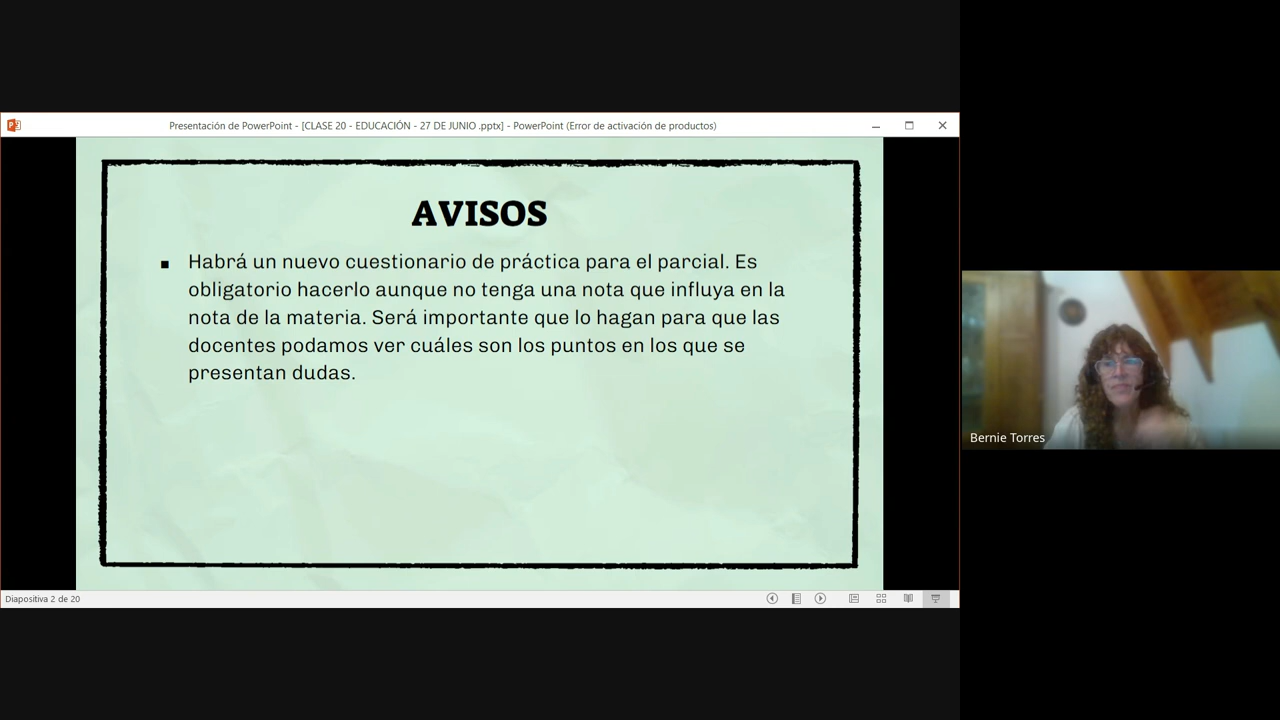 Presentación de PowerPoint - [CLASE 20 - EDUCACIÓN - 27 DE JUNIO .pptx] - PowerPoint (Error de activación de productos)
AVISOS
▪ Habrá un nuevo cuestionario de práctica para el parcial. Es
obligatorio hacerlo aunque no tenga una nota que influya en la
nota de la materia. Será importante que lo hagan para que las
docentes podamos ver cuáles son los puntos en los que se
presentan dudas.
Bernie Torres
Diapositiva 2 de 20